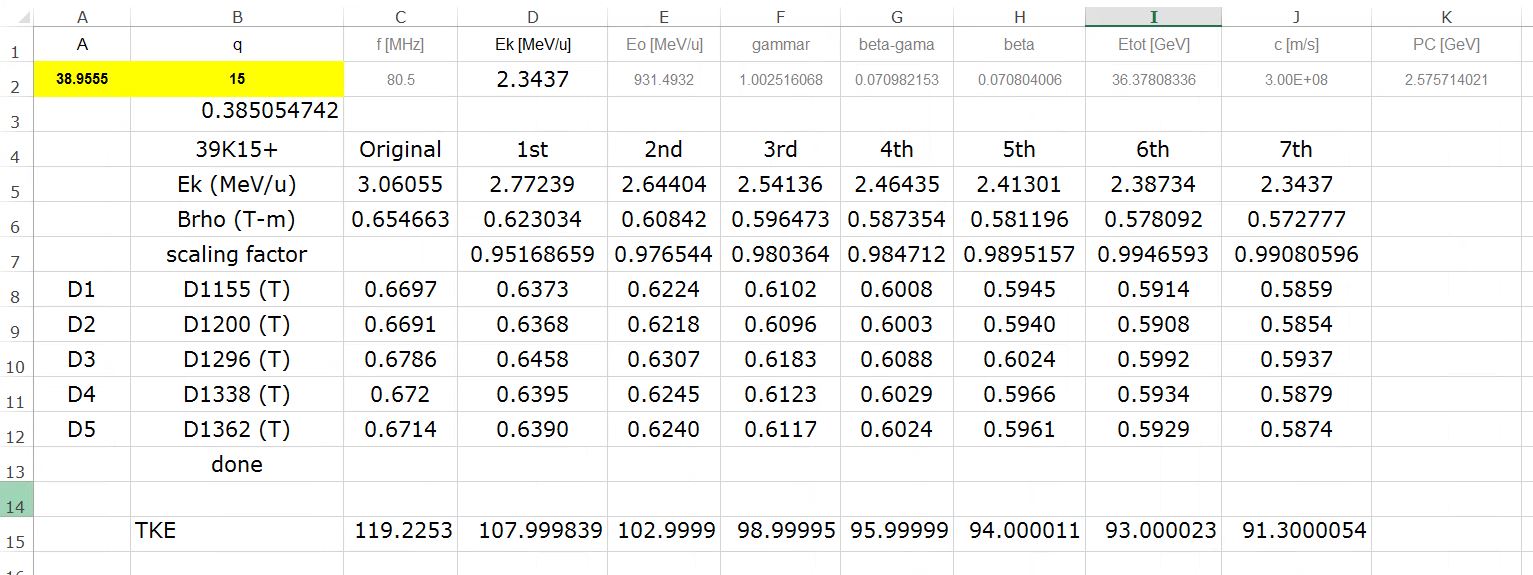 A B C D E F G H I J K
1 A q f [MHz] Ek [MeV/u] Eo [MeV/u] gammar beta-gama beta Etot [GeV] c [m/s] PC [GeV]
2 38.9555 15 80.5 2.3437 931.4932 1.002516068 0.070982153 0.070804006 36.37808336 3.00E+08 2.575714021
3 0.385054742
4 39K15+ Original 1st 2nd 3rd 4th 5th 6th 7th
5 Ek (MeV/u) 3.06055 2.77239 2.64404 2.54136 2.46435 2.41301 2.38734 2.3437
6 Brho (T-m) 0.654663 0.623034 0.60842 0.596473 0.587354 0.581196 0.578092 0.572777
7 scaling factor 0.95168659 0.976544 0.980364 0.984712 0.9895157 0.9946593 0.99080596
8 D1 D1155 (T) 0.6697 0.6373 0.6224 0.6102 0.6008 0.5945 0.5914 0.5859
9 D2 D1200 (T) 0.6691 0.6368 0.6218 0.6096 0.6003 0.5940 0.5908 0.5854
10 D3 D1296 (T) 0.6786 0.6458 0.6307 0.6183 0.6088 0.6024 0.5992 0.5937
11 D4 D1338 (T) 0.672 0.6395 0.6245 0.6123 0.6029 0.5966 0.5934 0.5879
12 D5 D1362 (T) 0.6714 0.6390 0.6240 0.6117 0.6024 0.5961 0.5929 0.5874
13 done
14
15 TKE 119.2253 107.999839 102.9999 98.99995 95.99999 94.000011 93.000023 91.3000054